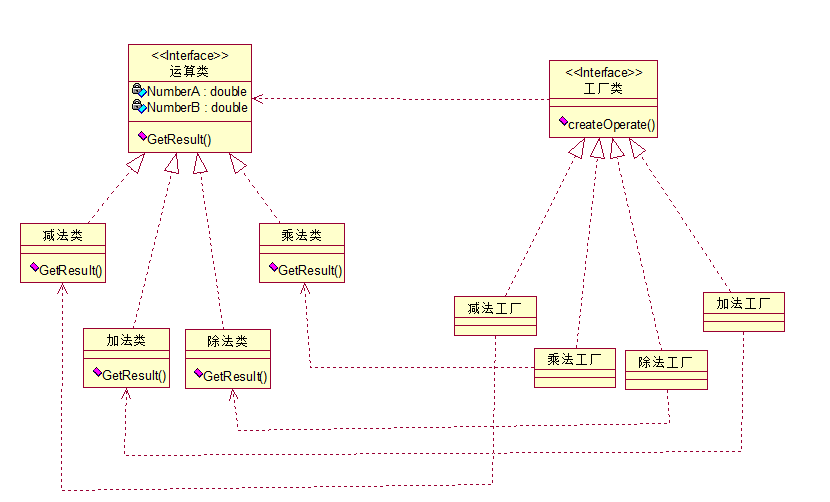 <<Interface>>
运算类
NumberA : double
NumberB : double
GetResult()
<<Interface>>
工厂类
createOperate()
减法类
GetResult()
乘法类
GetResult()
加法类
GetResult()
除法类
GetResult()
减法工厂
加法工厂
乘法工厂
除法工厂